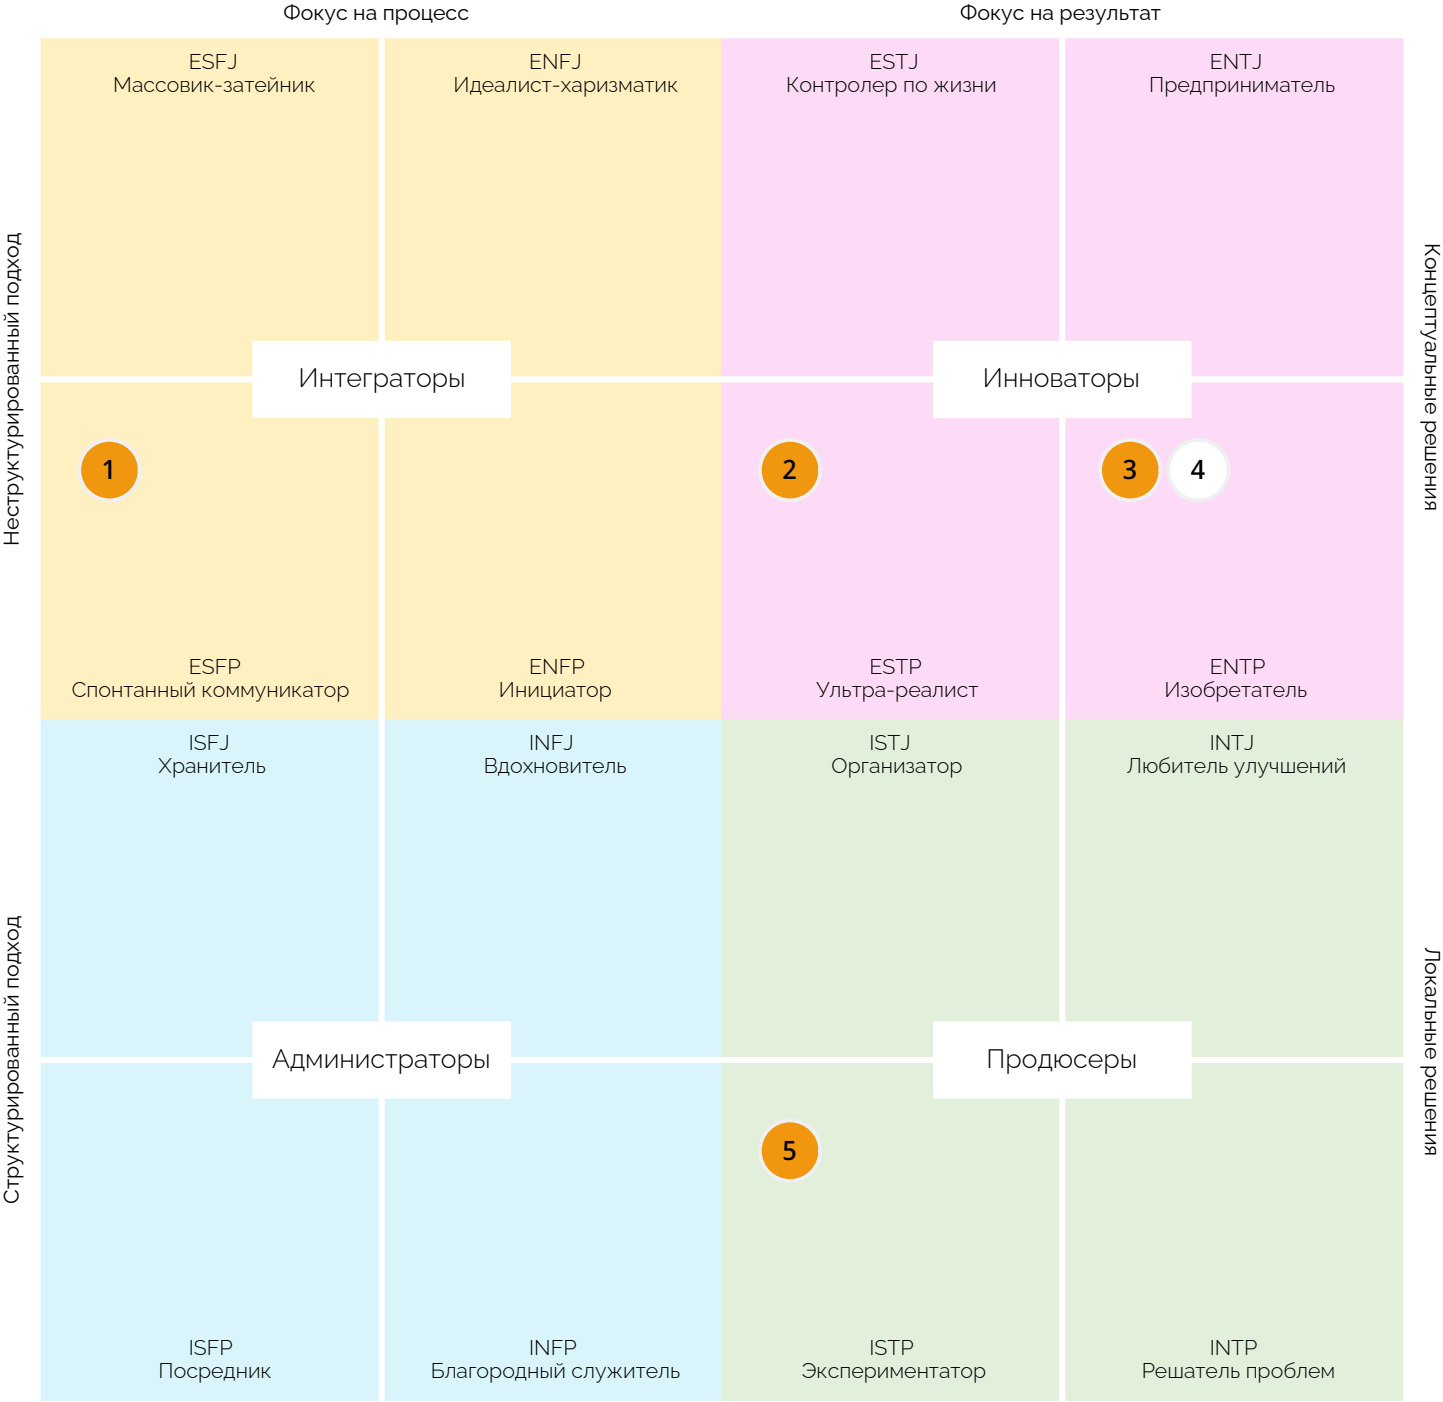 Фокус на процесс
Фокус на результат
ESFJ
Массовик-затейник
ENFJ
Идеалист-харизматик
ESTJ
Контролер по жизни
ENTJ
Предприниматель
Неструктурированный подход
Концептуальные решения
Интеграторы
Инноваторы
1
2
3
4
ESFP
Спонтанный коммуникатор
ENFP
Инициатор
ESTP
Ультра-реалист
ENTP
Изобретатель
ISFJ
Хранитель
INFJ
Вдохновитель
ISTJ
Организатор
INTJ
Любитель улучшений
Структурированный подход
Локальные решения
Администраторы
Продюсеры
5
ISFP
Посредник
INFP
Благородный служитель
ISTP
Экспериментатор
INTP
Решатель проблем